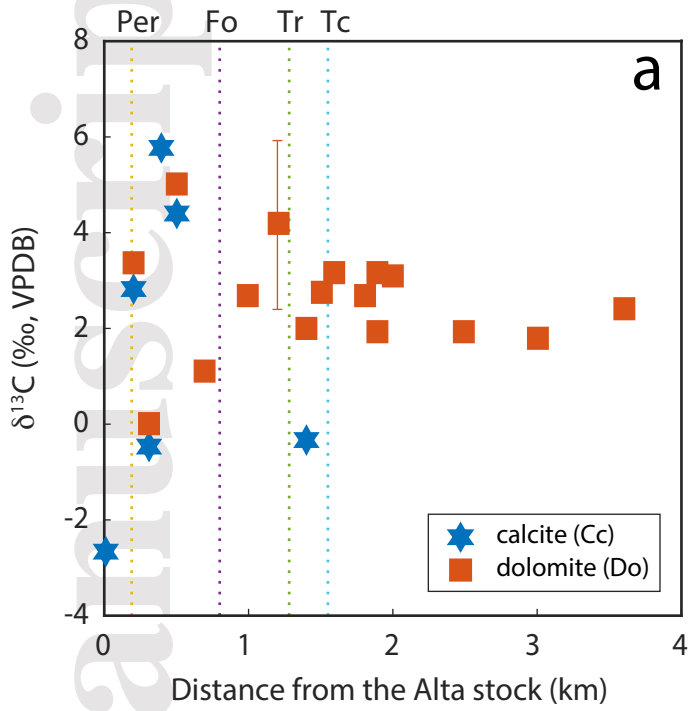 Per Fo Tr Tc
a
8
6
4
2
0
-2
-4
δ¹³C (‰, VPDB)
calcite (Cc)
dolomite (Do)
0 1 2 3 4
Distance from the Alta stock (km)